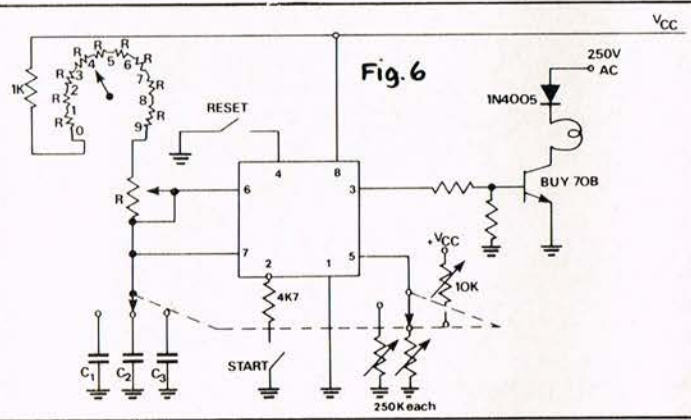 VCC
250V
AC
Fig. 6
1N4005
R
R
R
R
R
R
R
R
R
0
1
2
3
4
5
6
7
8
9
1K
RESET
4
8
6
3
BUY 70B
R
7
5
+VCC
10K
2
1
4K7
START
C1
C2
C3
250K each